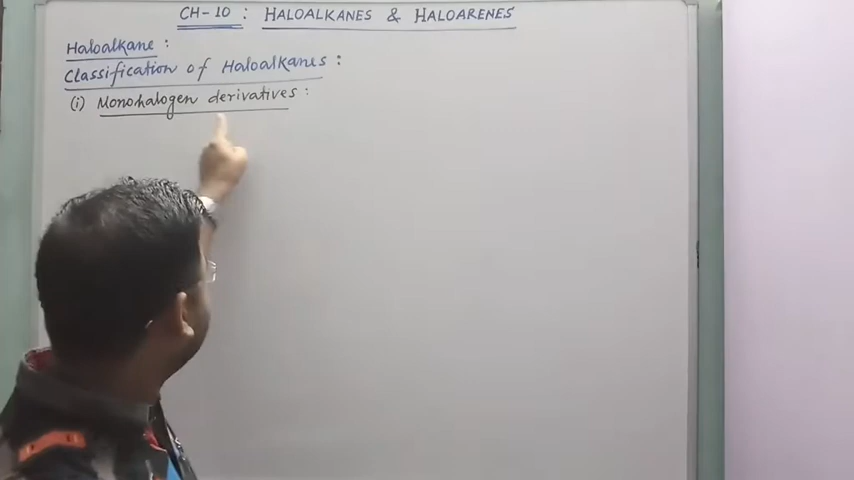 CH-10 : HALOALKANES & HALOARENES
Haloalkane :
Classification of Haloalkanes :
(i) Monohalogen derivatives :